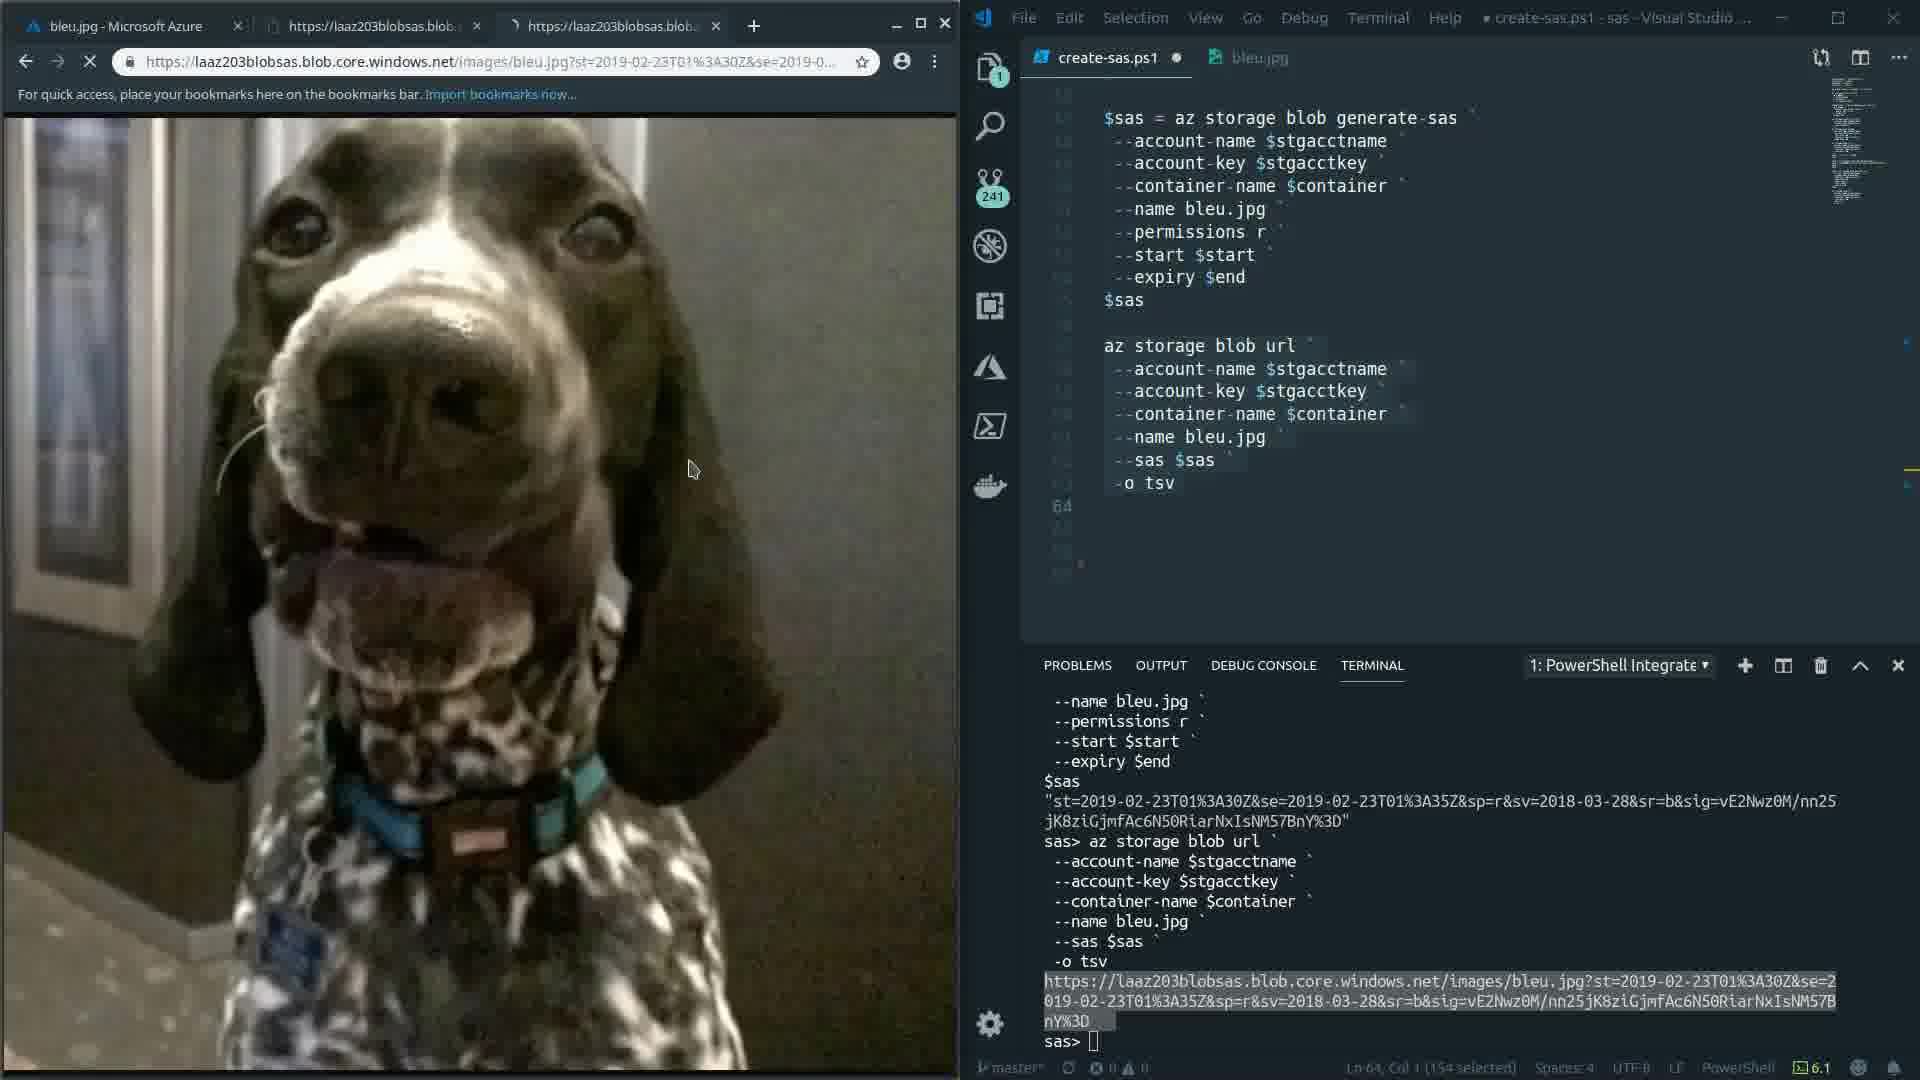 bleu.jpg - Microsoft Azure
https://laaz203blobsas.blob.
https://laaz203blobsas.blob.
https://laaz203blobsas.blob.core.windows.net/images/bleu.jpg?st=2019-02-23T01%3A30Z&se=2019-0...
For quick access, place your bookmarks here on the bookmarks bar. Import bookmarks now...
File Edit Selection View Go Debug Terminal Help
● create-sas.ps1 - sas - Visual Studio ...
create-sas.ps1 ●
bleu.jpg
1
241
$sas = az storage blob generate-sas `
--account-name $stgacctname `
--account-key $stgacctkey `
--container-name $container `
--name bleu.jpg `
--permissions r `
--start $start `
--expiry $end
$sas
az storage blob url `
--account-name $stgacctname `
--account-key $stgacctkey `
--container-name $container `
--name bleu.jpg `
--sas $sas `
-o tsv
64
PROBLEMS OUTPUT DEBUG CONSOLE TERMINAL
1: PowerShell Integrate
--name bleu.jpg `
--permissions r `
--start $start `
--expiry $end
$sas
"st=2019-02-23T01%3A30Z&se=2019-02-23T01%3A35Z&sp=r&sv=2018-03-28&sr=b&sig=vE2Nwz0M/nn25
jK8ziGjmfAc6N50RiarNxIsNM57BnY%3D"
sas> az storage blob url `
--account-name $stgacctname `
--account-key $stgacctkey `
--container-name $container `
--name bleu.jpg `
--sas $sas `
-o tsv
https://laaz203blobsas.blob.core.windows.net/images/bleu.jpg?st=2019-02-23T01%3A30Z&se=2
019-02-23T01%3A35Z&sp=r&sv=2018-03-28&sr=b&sig=vE2Nwz0M/nn25jK8ziGjmfAc6N50RiarNxIsNM57B
nY%3D
sas>
master* 0 0
Ln 64, Col 1 (154 selected) Spaces: 4 UTF-8 LF PowerShell 6.1